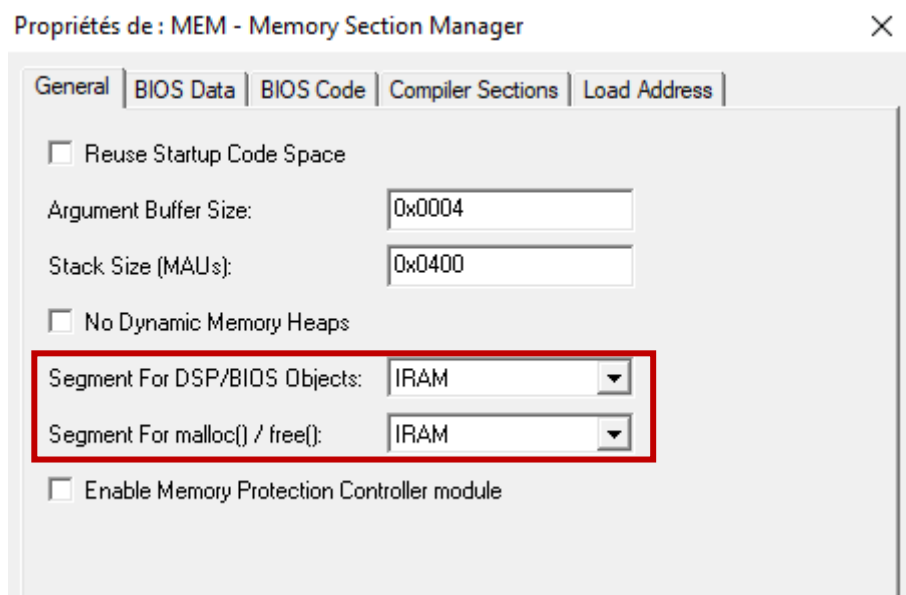 Propriétés de : MEM - Memory Section Manager
General BIOS Data BIOS Code Compiler Sections Load Address
Reuse Startup Code Space
Argument Buffer Size: 0x0004
Stack Size (MAUs): 0x0400
No Dynamic Memory Heaps
Segment For DSP/BIOS Objects: IRAM
Segment For malloc() / free(): IRAM
Enable Memory Protection Controller module